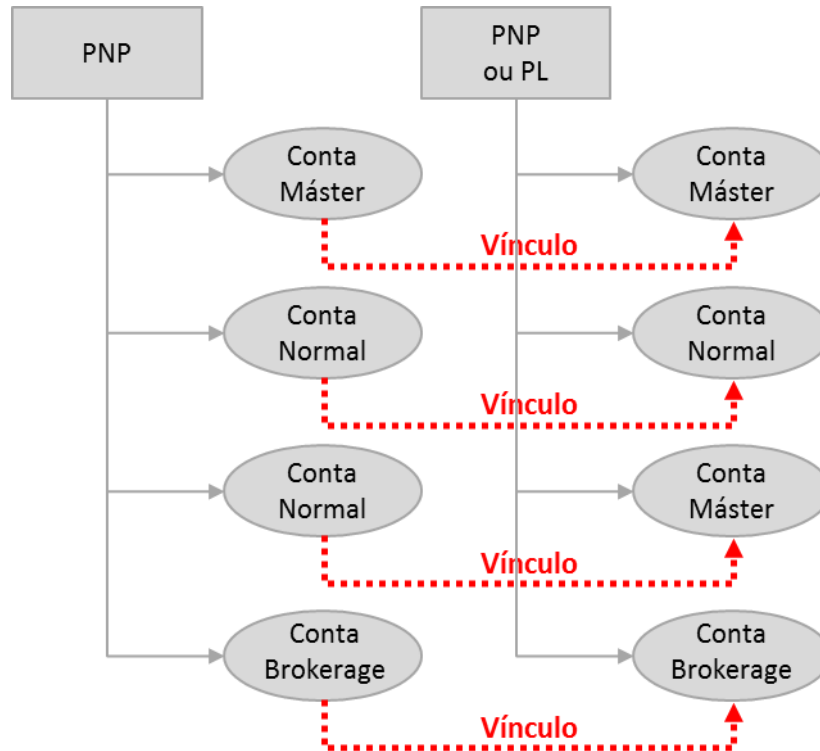 PNP
PNP
ou PL
Conta
Máster
Conta
Máster
Vínculo
Conta
Normal
Conta
Normal
Vínculo
Conta
Normal
Conta
Máster
Vínculo
Conta
Brokerage
Conta
Brokerage
Vínculo